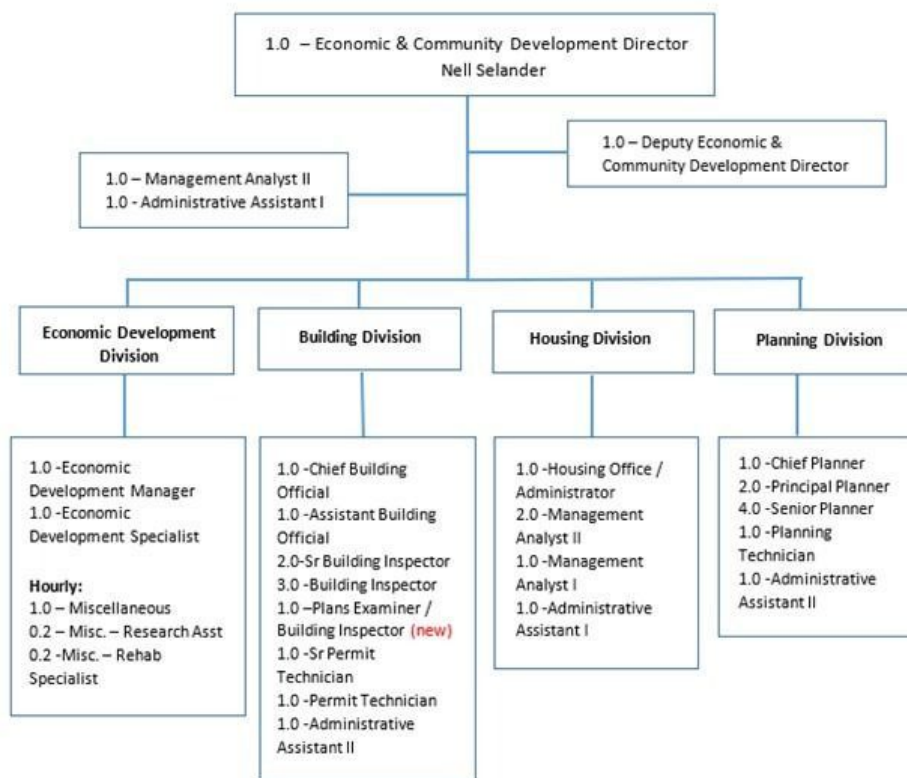 1.0 – Economic & Community Development Director
Nell Selander
1.0 – Deputy Economic &
Community Development Director
1.0 – Management Analyst II
1.0 - Administrative Assistant I
Economic Development
Division
Building Division
Housing Division
Planning Division
1.0 -Economic
Development Manager
1.0 -Economic
Development Specialist
Hourly:
1.0 – Miscellaneous
0.2 – Misc. – Research Asst
0.2 -Misc. – Rehab
Specialist
1.0 -Chief Building
Official
1.0 -Assistant Building
Official
2.0-Sr Building Inspector
3.0 -Building Inspector
1.0 –Plans Examiner /
Building Inspector (new)
1.0 -Sr Permit
Technician
1.0 -Permit Technician
1.0 -Administrative
Assistant II
1.0 -Housing Office /
Administrator
2.0 -Management
Analyst II
1.0 -Management
Analyst I
1.0 -Administrative
Assistant I
1.0 -Chief Planner
2.0 -Principal Planner
4.0 -Senior Planner
1.0 -Planning
Technician
1.0 -Administrative
Assistant II